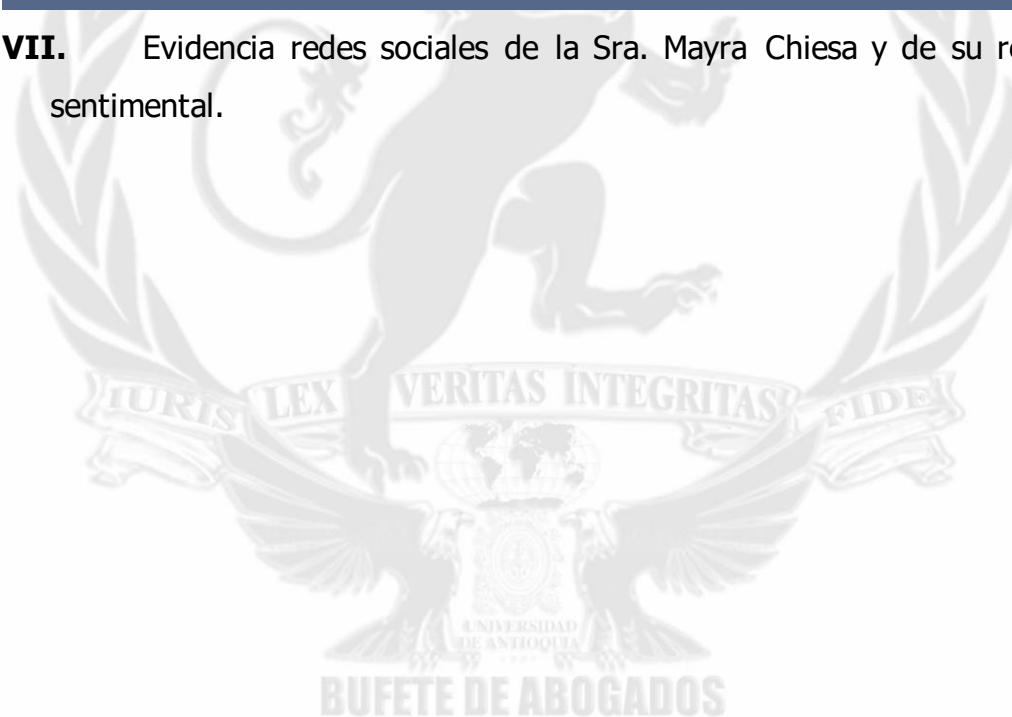 VII. Evidencia redes sociales de la Sra. Mayra Chiesa y de su
sentimental.
IURIS LEX VERITAS INTEGRITAS FIDE
UNIVERSIDAD
DE ANTIOQUIA
BUFETE DE ABOGADOS